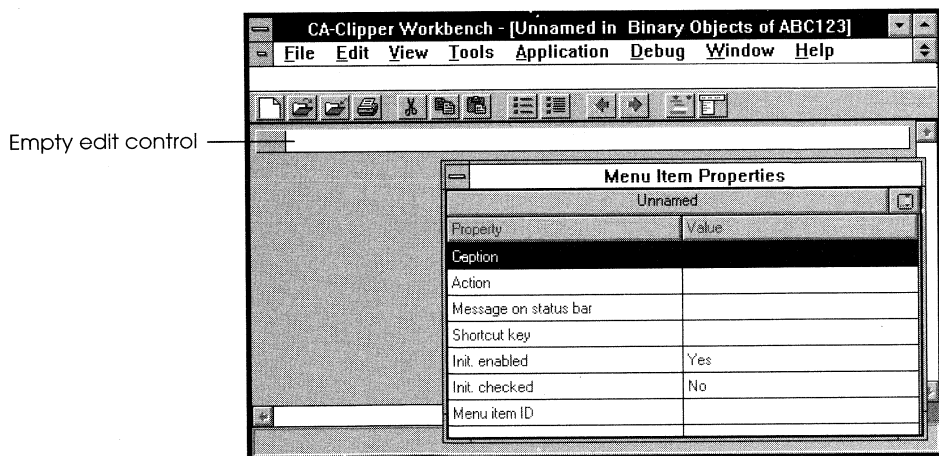 CA-Clipper Workbench - [Unnamed in Binary Objects of ABC123]
File Edit View Tools Application Debug Window Help
Empty edit control
Menu Item Properties
Unnamed
Property Value
Caption
Action
Message on status bar
Shortcut key
Init. enabled Yes
Init. checked No
Menu item ID